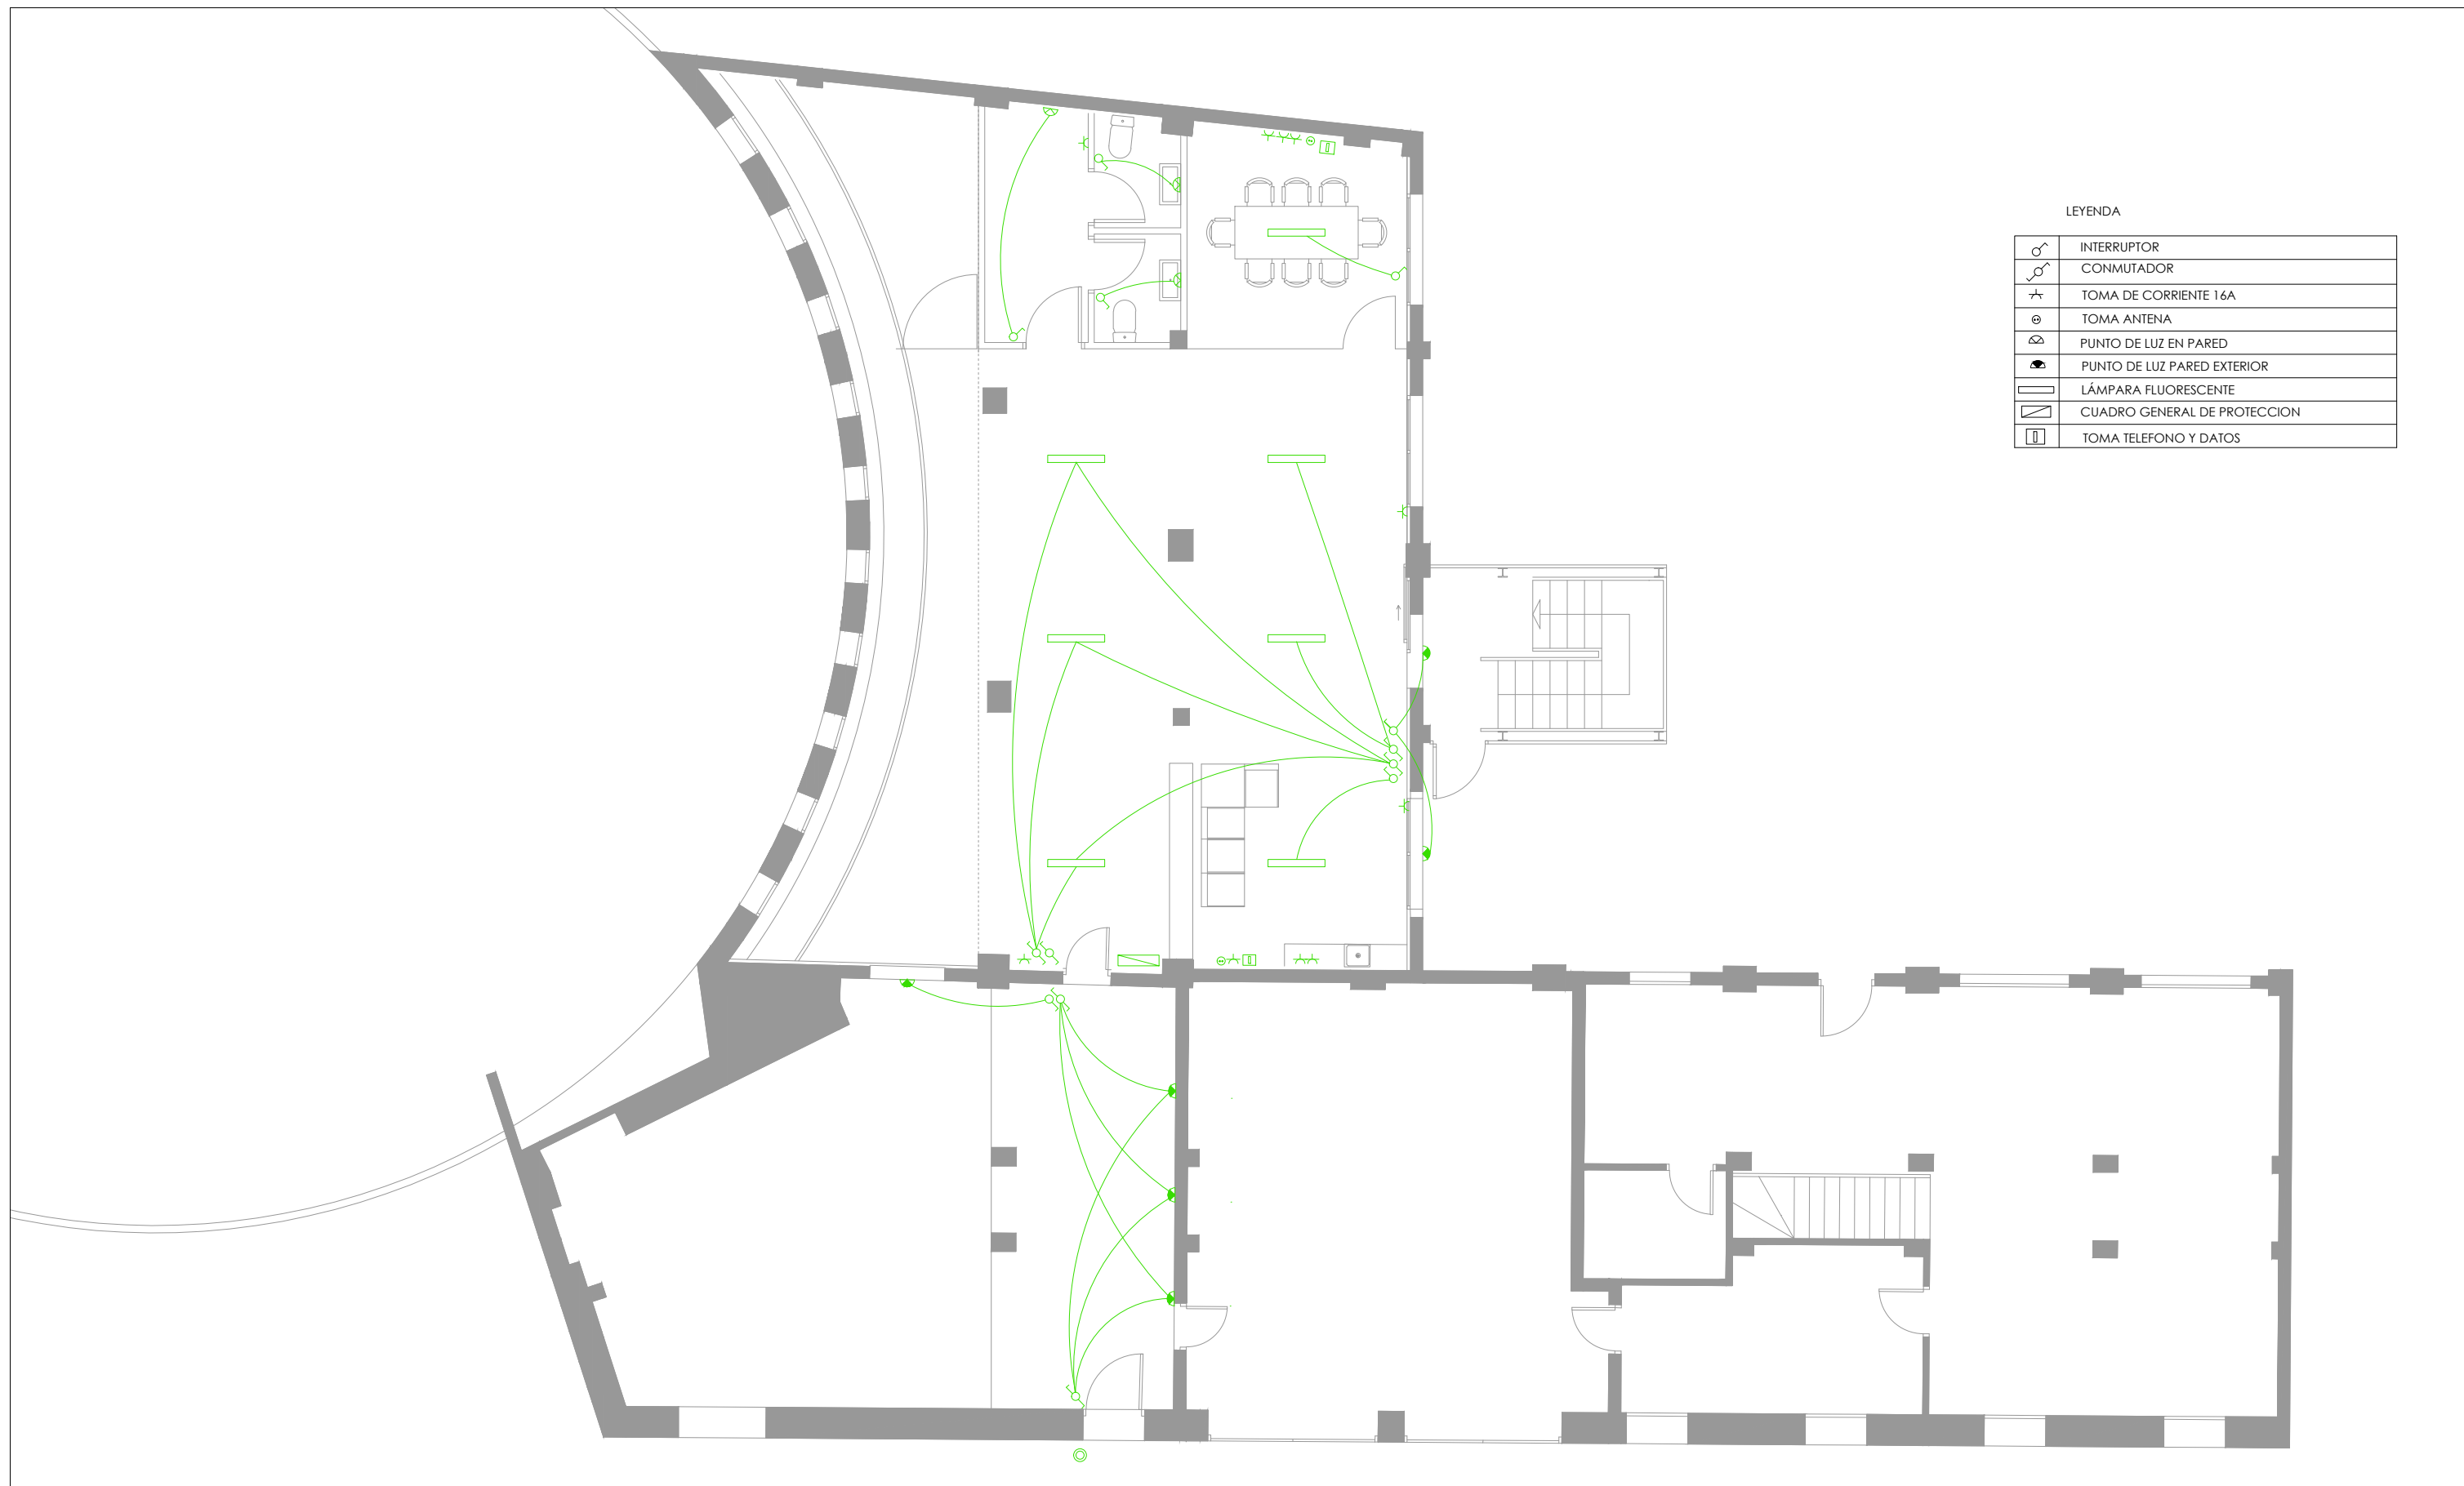 LEYENDA
INTERRUPTOR
CONMUTADOR
TOMA DE CORRIENTE 16A
TOMA ANTENA
PUNTO DE LUZ EN PARED
PUNTO DE LUZ PARED EXTERIOR
LÁMPARA FLUORESCENTE
CUADRO GENERAL DE PROTECCION
TOMA TELEFONO Y DATOS